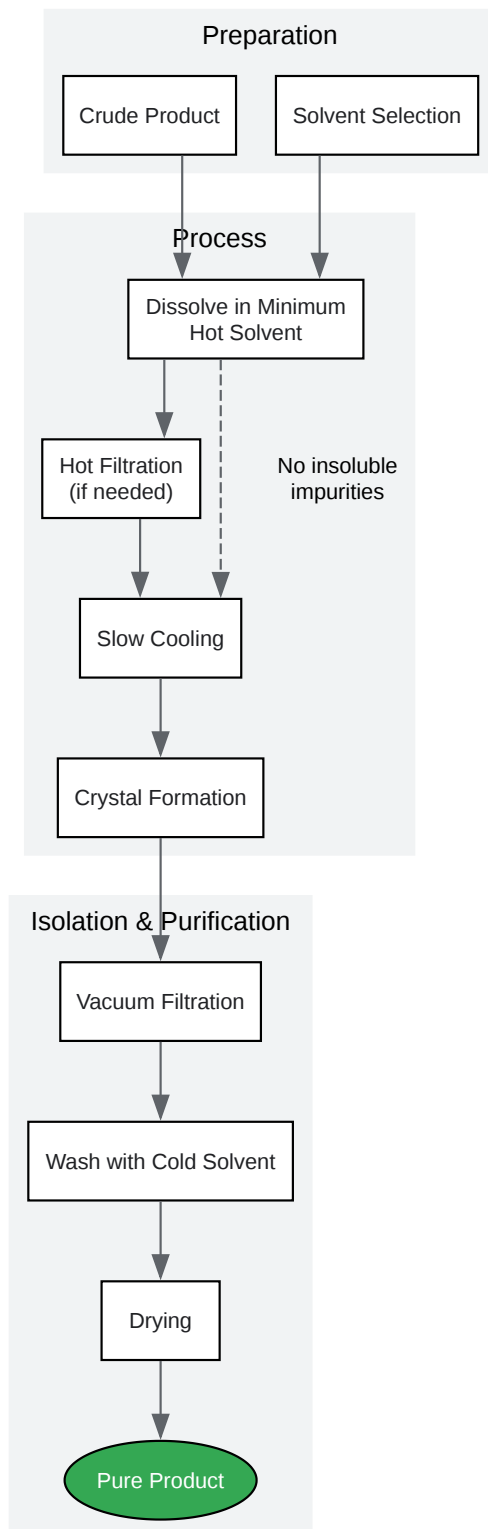 Preparation
Crude Product
Solvent Selection
Process
Dissolve in Minimum
Hot Solvent
Hot Filtration
(if needed)
No insoluble
impurities
Slow Cooling
Crystal Formation
Isolation & Purification
Vacuum Filtration
Wash with Cold Solvent
Drying
Pure Product